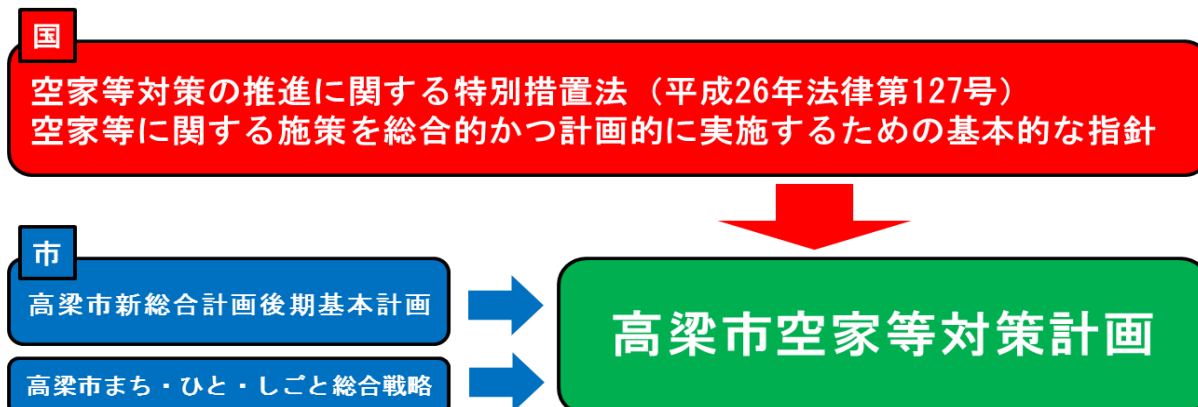 国
空家等対策の推進に関する特別措置法（平成26年法律第127号）
空家等に関する施策を総合的かつ計画的に実施するための基本的な指針
市
高梁市新総合計画後期基本計画
高梁市まち・ひと・しごと総合戦略
高梁市空家等対策計画